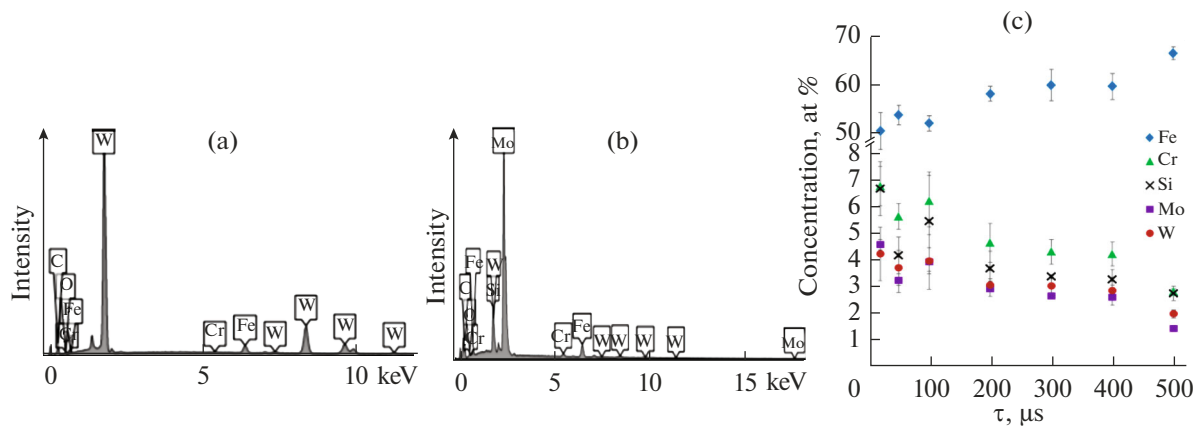 (a)
Intensity
W
C
O
Fe
Cr
Cr
Fe
W
W
W
W
0
5
10 keV
(b)
Intensity
Mo
Fe
W
C
Si
O
Cr
Cr
Fe
W
W
W
W
Mo
0
5
10
15 keV
(c)
Concentration, at %
70
60
50
8
7
6
5
4
3
2
1
0
100
200
300
400
500
τ, μs
Fe
Cr
Si
Mo
W